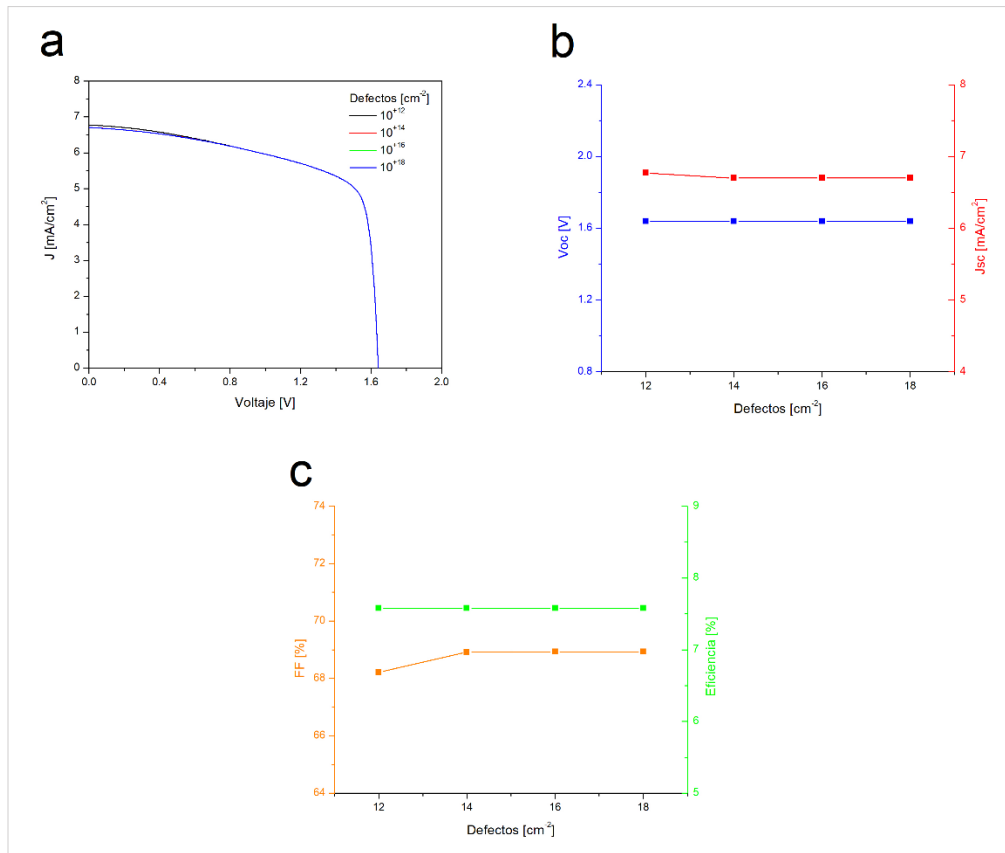 a
8
7
6
5
4
3
2
1
0
J [mA/cm²]
Defectos [cm⁻²]
10⁺¹²
10⁺¹⁴
10⁺¹⁶
10⁺¹⁸
0.0 0.4 0.8 1.2 1.6 2.0
Voltaje [V]
b
2.4
2.0
1.6
1.2
0.8
Voc [V]
8
7
6
5
4
Jsc [mA/cm²]
12 14 16 18
Defectos [cm⁻²]
c
74
72
70
68
66
64
FF [%]
9
8
7
6
5
Eficiencia [%]
12 14 16 18
Defectos [cm⁻²]